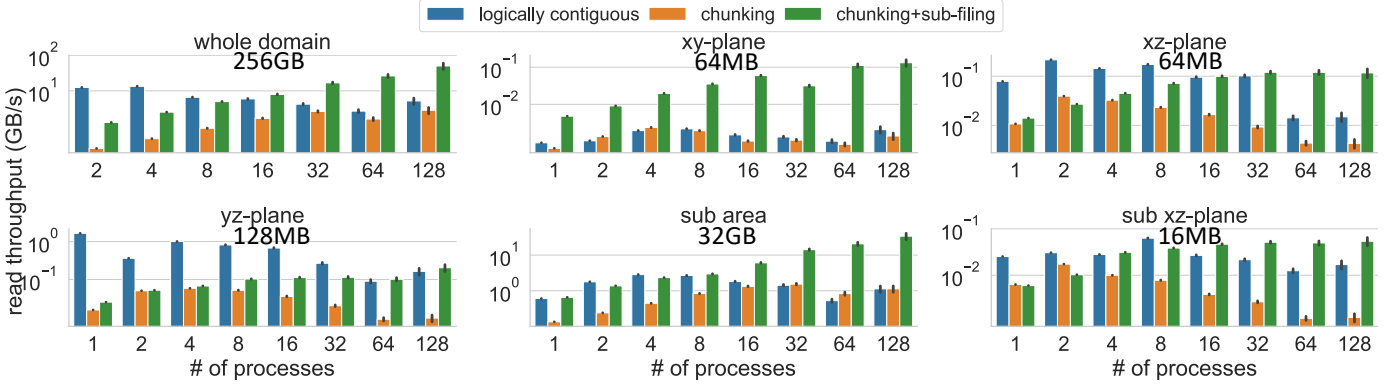 logically contiguous chunking chunking+sub-filing
read throughput (GB/s)
whole domain
256GB
10²
10¹
2 4 8 16 32 64 128
xy-plane
64MB
10⁻¹
10⁻²
1 2 4 8 16 32 64 128
xz-plane
64MB
10⁻¹
10⁻²
1 2 4 8 16 32 64 128
yz-plane
128MB
10⁰
10⁻¹
1 2 4 8 16 32 64 128
# of processes
sub area
32GB
10¹
10⁰
1 2 4 8 16 32 64 128
# of processes
sub xz-plane
16MB
10⁻¹
10⁻²
1 2 4 8 16 32 64 128
# of processes